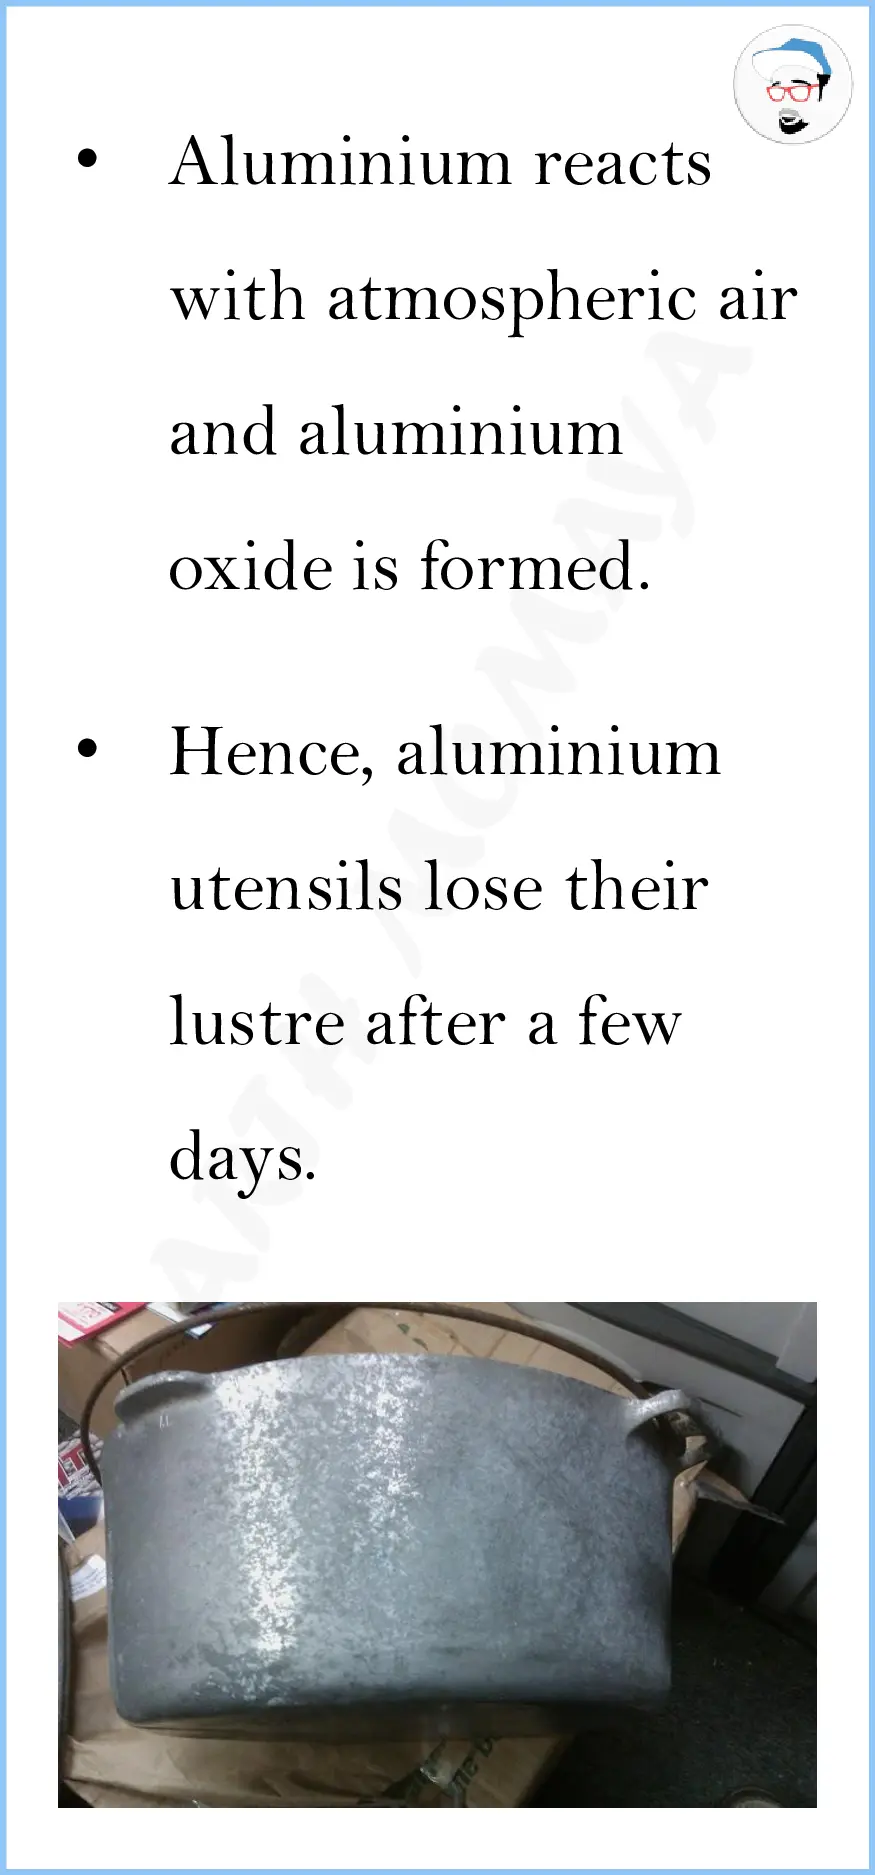 • Aluminium reacts
with atmospheric air
and aluminium
oxide is formed.
• Hence, aluminium
utensils lose their
lustre after a few
days.